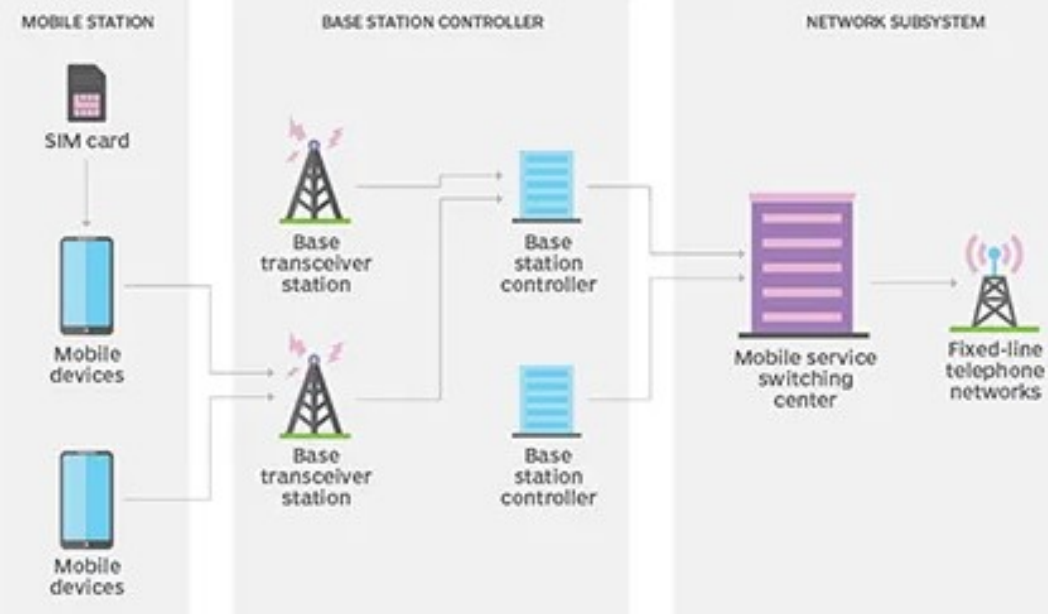 MOBILE STATION
BASE STATION CONTROLLER
NETWORK SUBSYSTEM
SIM card
Mobile
devices
Mobile
devices
Base
transceiver
station
Base
transceiver
station
Base
station
controller
Base
station
controller
Mobile service
switching
center
Fixed-line
telephone
networks